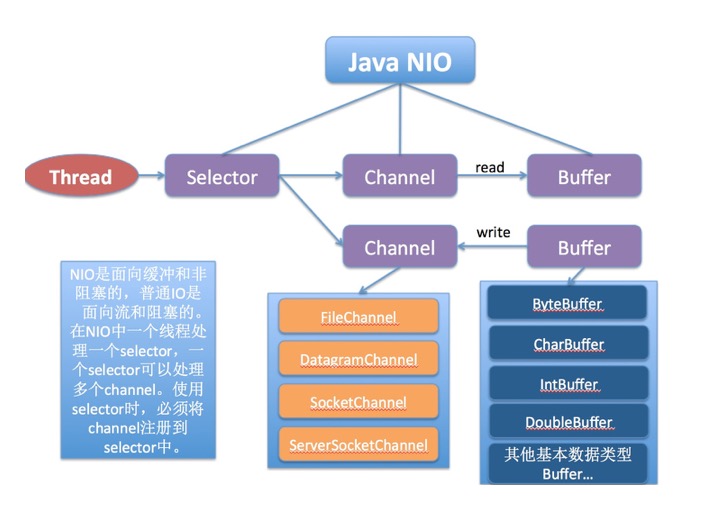 Java NIO
Thread
Selector
Channel
read
Buffer
Channel
write
Buffer
NIO是面向缓冲和非
阻塞的，普通IO是
面向流和阻塞的。
在NIO中一个线程处
理一个selector，一
个selector可以处理
多个channel。使用
selector时，必须将
channel注册到
selector中。
FileChannel
DatagramChannel
SocketChannel
ServerSocketChannel
ByteBuffer
CharBuffer
IntBuffer
DoubleBuffer
其他基本数据类型
Buffer...